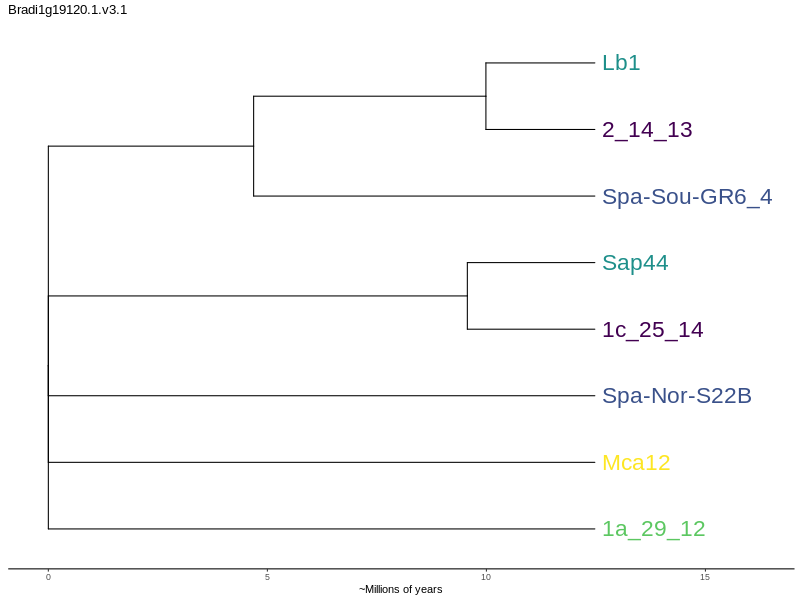 Bradi1g19120.1.v3.1
Lb1
2_14_13
Spa-Sou-GR6_4
Sap44
1c_25_14
Spa-Nor-S22B
Mca12
1a_29_12
0 5 10 15
~Millions of years